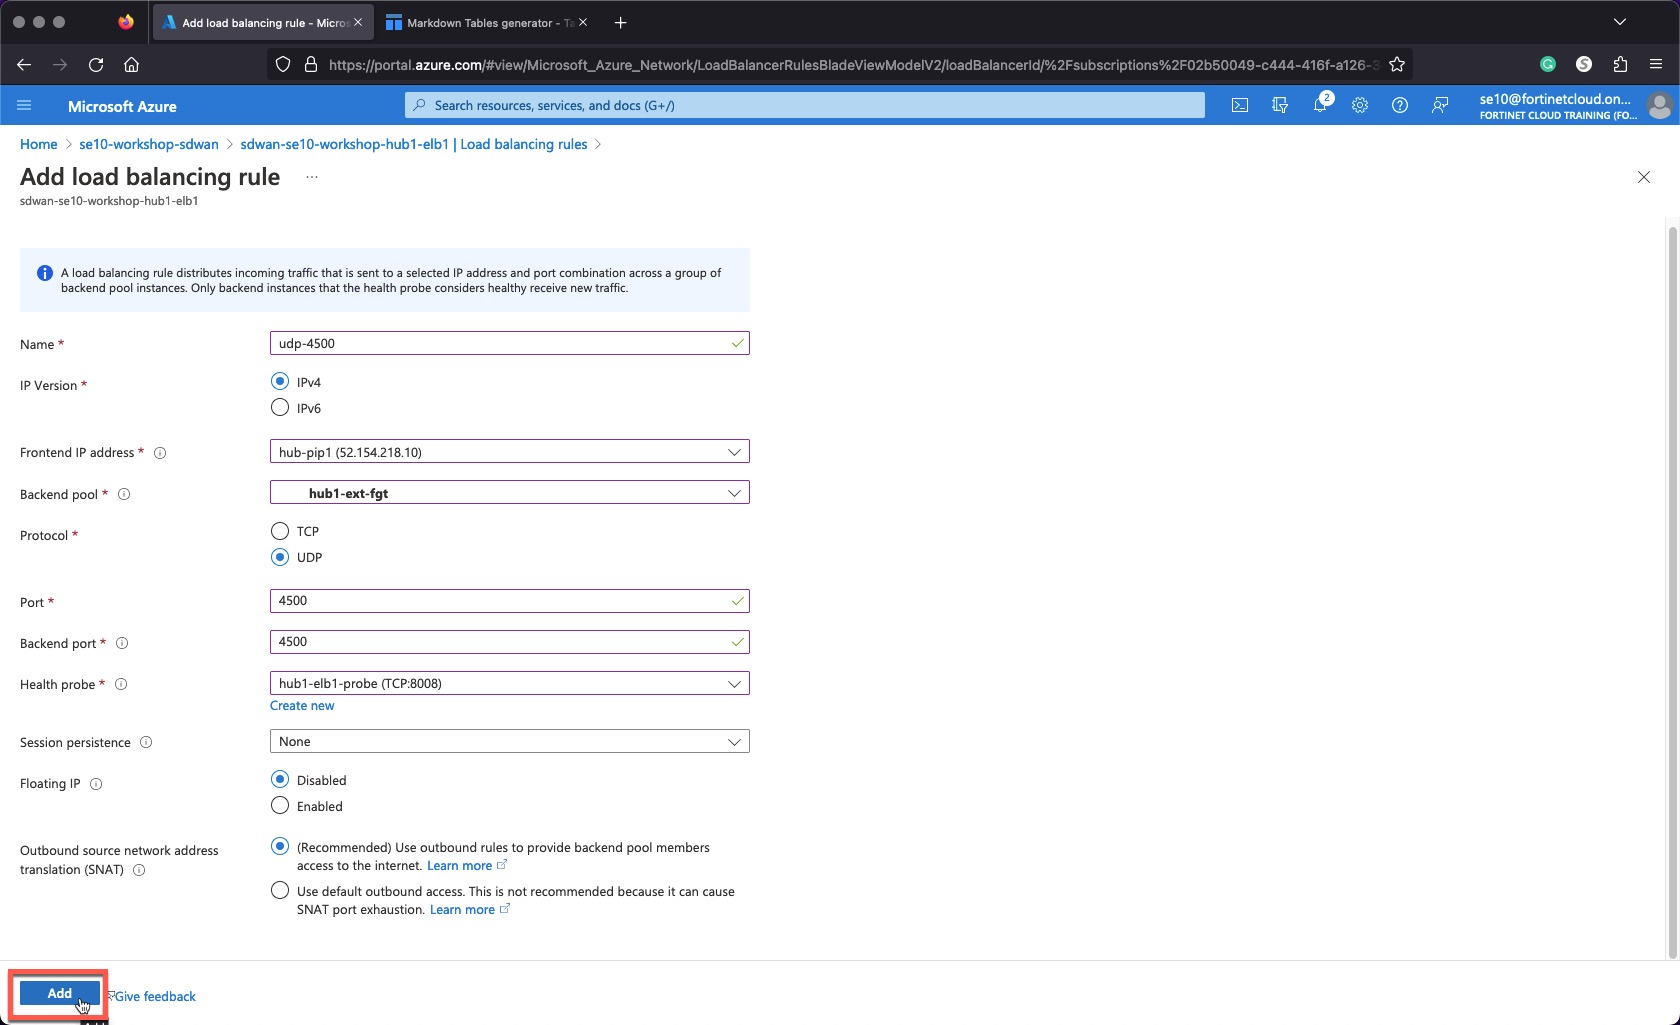 Add load balancing rule - Micros
Markdown Tables generator - Ta
https://portal.azure.com/#view/Microsoft_Azure_Network/LoadBalancerRulesBladeViewModelV2/loadBalancerId/%2Fsubscriptions%2F02b50049-c444-416f-a126-3
Microsoft Azure
Search resources, services, and docs (G+/)
2
se10@fortinetcloud.on...
FORTINET CLOUD TRAINING (FO...
Home > se10-workshop-sdwan > sdwan-se10-workshop-hub1-elb1 | Load balancing rules >
Add load balancing rule ...
sdwan-se10-workshop-hub1-elb1
A load balancing rule distributes incoming traffic that is sent to a selected IP address and port combination across a group of
backend pool instances. Only backend instances that the health probe considers healthy receive new traffic.
Name *
udp-4500
IP Version *
IPv4
IPv6
Frontend IP address *
hub-pip1 (52.154.218.10)
Backend pool *
hub1-ext-fgt
Protocol *
TCP
UDP
Port *
4500
Backend port *
4500
Health probe *
hub1-elb1-probe (TCP:8008)
Create new
Session persistence
None
Floating IP
Disabled
Enabled
Outbound source network address
translation (SNAT)
(Recommended) Use outbound rules to provide backend pool members
access to the internet. Learn more
Use default outbound access. This is not recommended because it can cause
SNAT port exhaustion. Learn more
Add
Give feedback